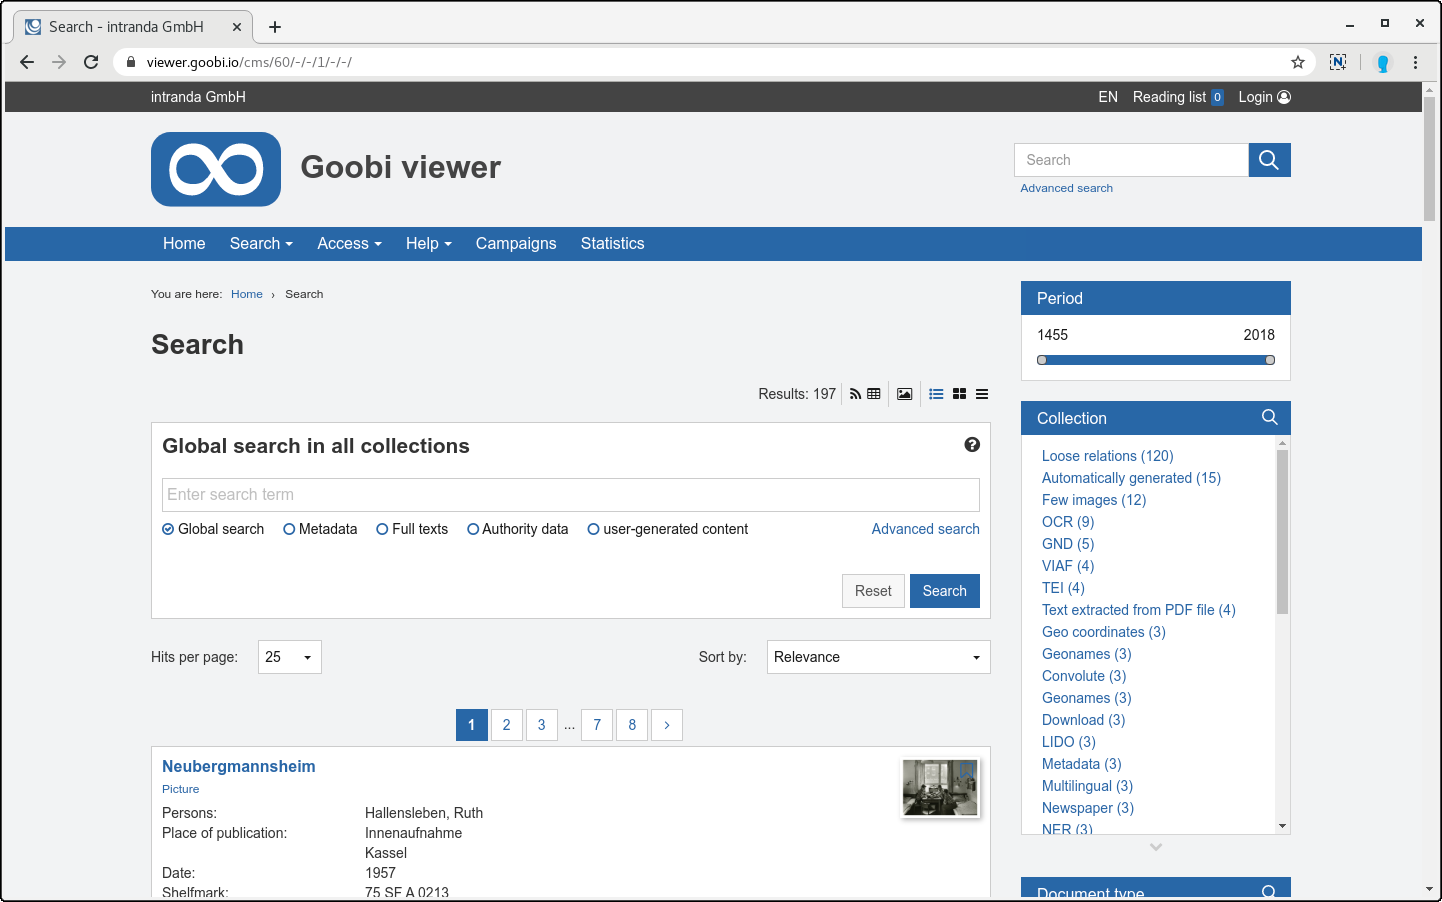 Search - intranda GmbH
viewer.goobi.io/cms/60/-/-/1/-/-/
intranda GmbH
EN Reading list 0 Login
Goobi viewer
Search
Advanced search
Home Search Access Help Campaigns Statistics
You are here: Home › Search
Search
Results: 197
Global search in all collections
Enter search term
Global search Metadata Full texts Authority data user-generated content Advanced search
Reset Search
Hits per page: 25 Sort by: Relevance
1 2 3 ... 7 8 ›
Neubergmannsheim
Picture
Persons: Hallensleben, Ruth
Place of publication: Innenaufnahme
Kassel
Date: 1957
Shelfmark: 75 SF A 0213
Period
1455 2018
Collection
Loose relations (120)
Automatically generated (15)
Few images (12)
OCR (9)
GND (5)
VIAF (4)
TEI (4)
Text extracted from PDF file (4)
Geo coordinates (3)
Geonames (3)
Convolute (3)
Geonames (3)
Download (3)
LIDO (3)
Metadata (3)
Multilingual (3)
Newspaper (3)
NER (3)
Document type